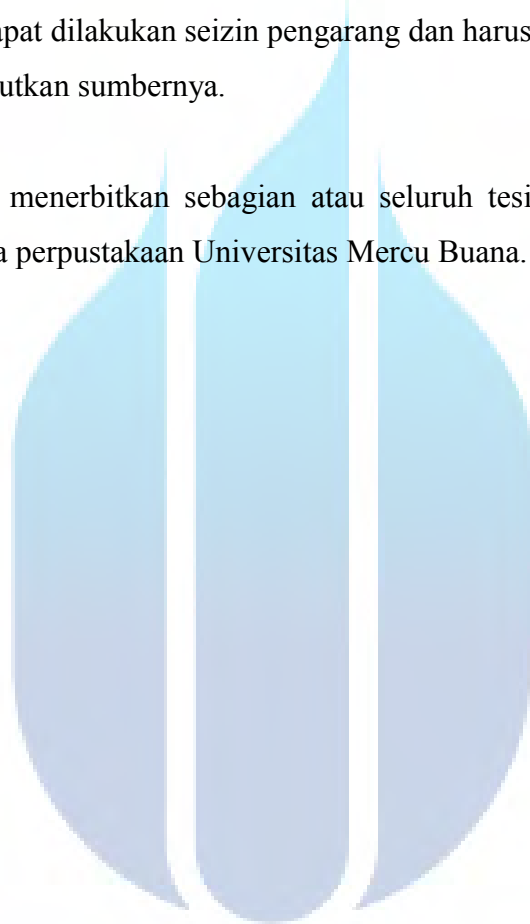 apat dilakukan seizin pengarang dan harus
utkan sumbernya.
menerbitkan sebagian atau seluruh tesi
a perpustakaan Universitas Mercu Buana.